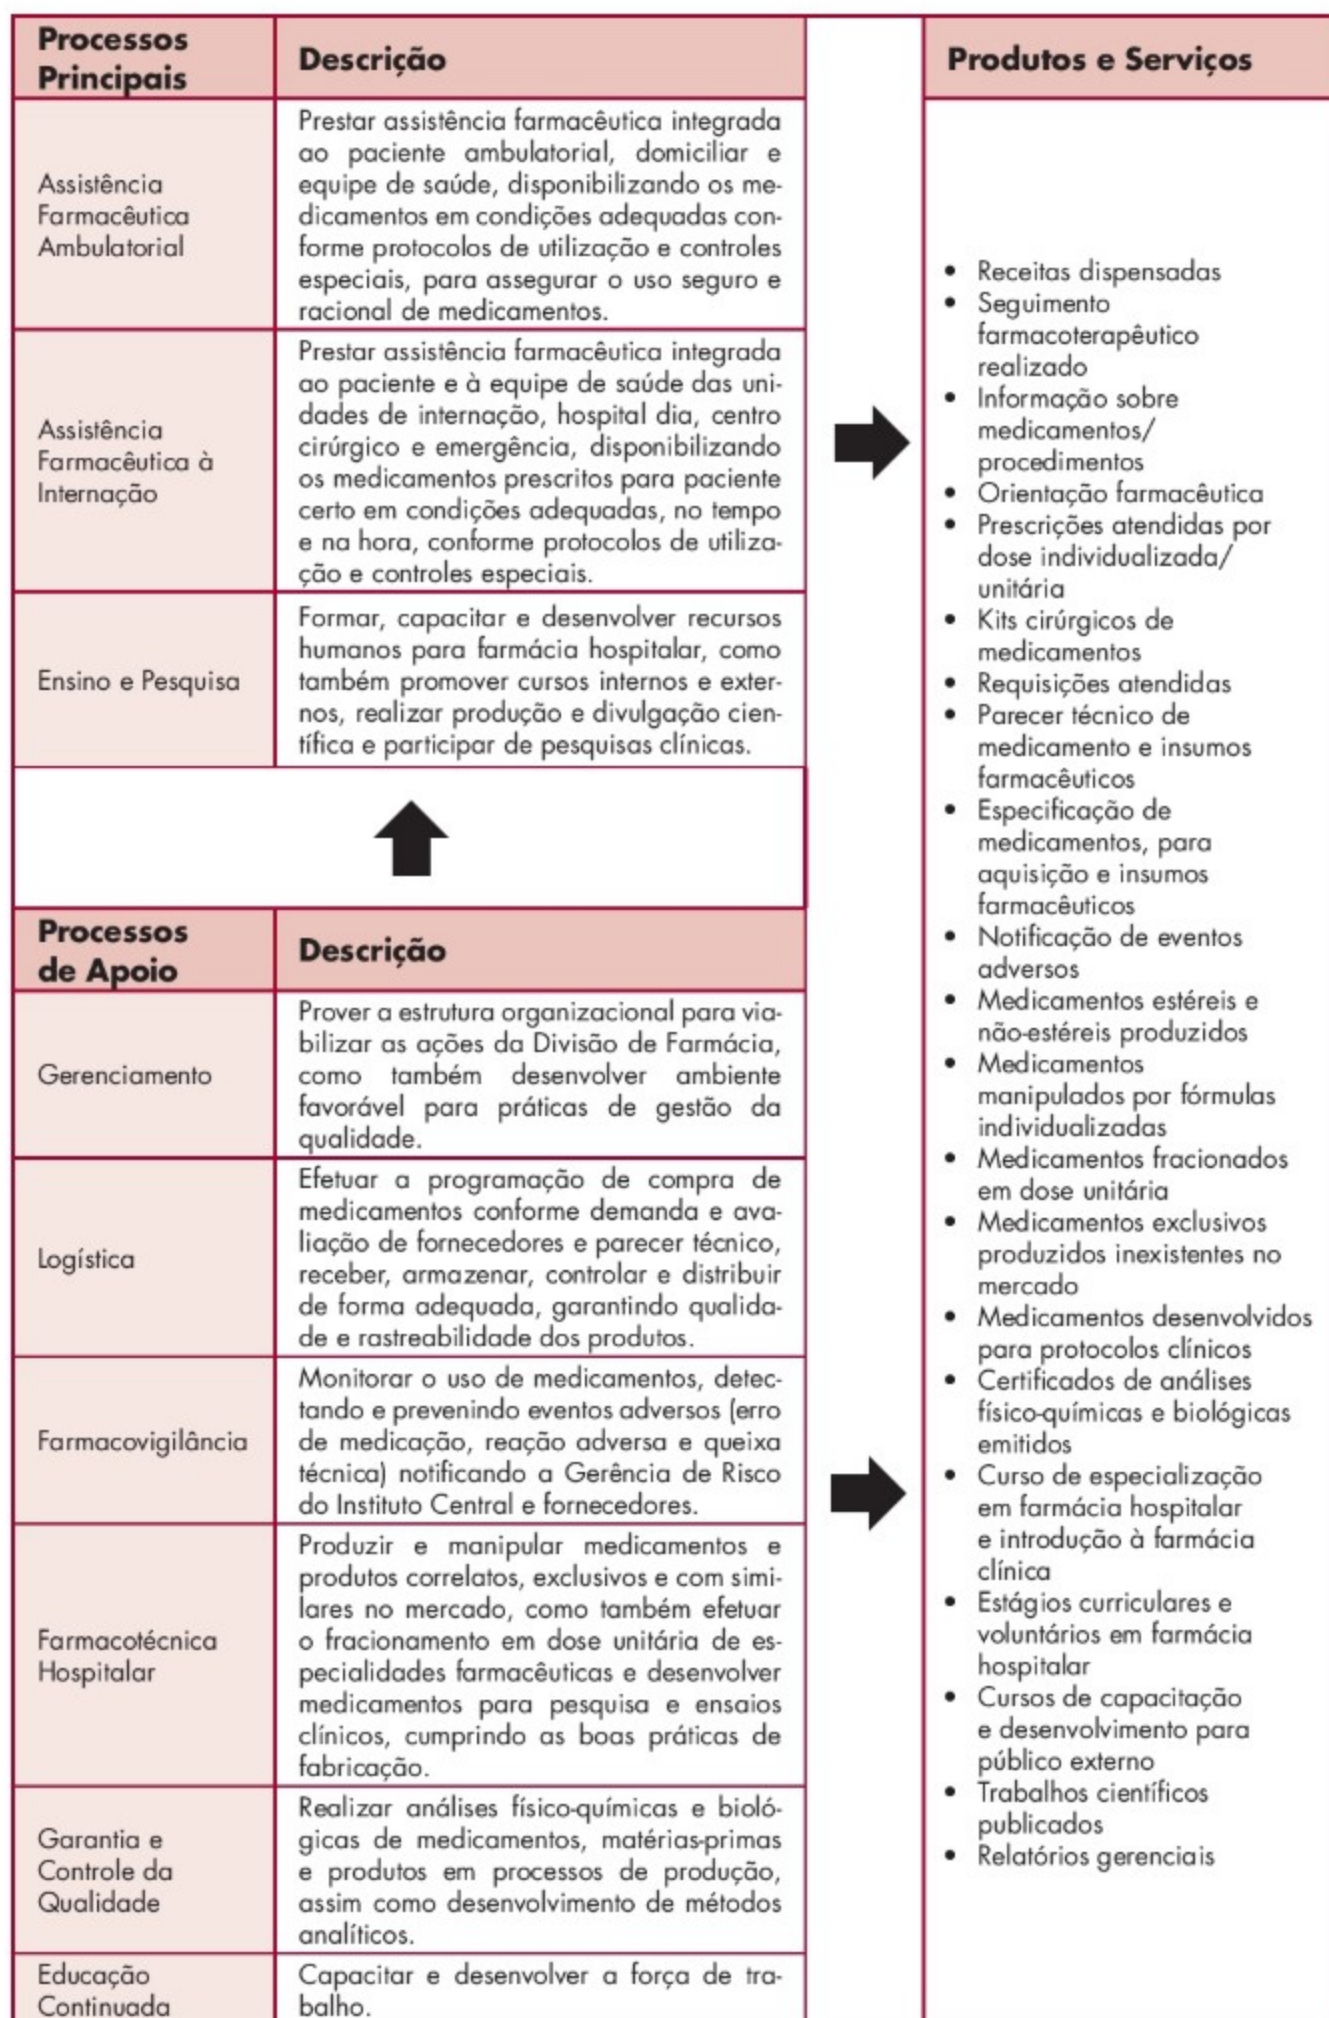 Processos
Principais
Descrição
Assistência
Farmacêutica
Ambulatorial
Prestar assistência farmacêutica integrada
ao paciente ambulatorial, domiciliar e
equipe de saúde, disponibilizando os me-
dicamentos em condições adequadas con-
forme protocolos de utilização e controles
especiais, para assegurar o uso seguro e
racional de medicamentos.
Assistência
Farmacêutica à
Internação
Prestar assistência farmacêutica integrada
ao paciente e à equipe de saúde das uni-
dades de internação, hospital dia, centro
cirúrgico e emergência, disponibilizando
os medicamentos prescritos para paciente
certo em condições adequadas, no tempo
e na hora, conforme protocolos de utiliza-
ção e controles especiais.
Ensino e Pesquisa
Formar, capacitar e desenvolver recursos
humanos para farmácia hospitalar, como
também promover cursos internos e exter-
nos, realizar produção e divulgação cien-
tífica e participar de pesquisas clínicas.
Processos
de Apoio
Descrição
Gerenciamento
Prover a estrutura organizacional para via-
bilizar as ações da Divisão de Farmácia,
como também desenvolver ambiente
favorável para práticas de gestão da
qualidade.
Logística
Efetuar a programação de compra de
medicamentos conforme demanda e ava-
liação de fornecedores e parecer técnico,
receber, armazenar, controlar e distribuir
de forma adequada, garantindo qualida-
de e rastreabilidade dos produtos.
Farmacovigilância
Monitorar o uso de medicamentos, detec-
tando e prevenindo eventos adversos (erro
de medicação, reação adversa e queixa
técnica) notificando a Gerência de Risco
do Instituto Central e fornecedores.
Farmacotécnica
Hospitalar
Produzir e manipular medicamentos e
produtos correlatos, exclusivos e com simi-
lares no mercado, como também efetuar
o fracionamento em dose unitária de es-
pecialidades farmacêuticas e desenvolver
medicamentos para pesquisa e ensaios
clínicos, cumprindo as boas práticas de
fabricação.
Garantia e
Controle da
Qualidade
Realizar análises físico-químicas e bioló-
gicas de medicamentos, matérias-primas
e produtos em processos de produção,
assim como desenvolvimento de métodos
analíticos.
Educação
Continuada
Capacitar e desenvolver a força de tra-
balho.
Produtos e Serviços
• Receitas dispensadas
• Seguimento
farmacoterapêutico
realizado
• Informação sobre
medicamentos/
procedimentos
• Orientação farmacêutica
• Prescrições atendidas por
dose individualizada/
unitária
• Kits cirúrgicos de
medicamentos
• Requisições atendidas
• Parecer técnico de
medicamento e insumos
farmacêuticos
• Especificação de
medicamentos, para
aquisição e insumos
farmacêuticos
• Notificação de eventos
adversos
• Medicamentos estéreis e
não-estéreis produzidos
• Medicamentos
manipulados por fórmulas
individualizadas
• Medicamentos fracionados
em dose unitária
• Medicamentos exclusivos
produzidos inexistentes no
mercado
• Medicamentos desenvolvidos
para protocolos clínicos
• Certificados de análises
físico-químicas e biológicas
emitidos
• Curso de especialização
em farmácia hospitalar
e introdução à farmácia
clínica
• Estágios curriculares e
voluntários em farmácia
hospitalar
• Cursos de capacitação
e desenvolvimento para
público externo
• Trabalhos científicos
publicados
• Relatórios gerenciais